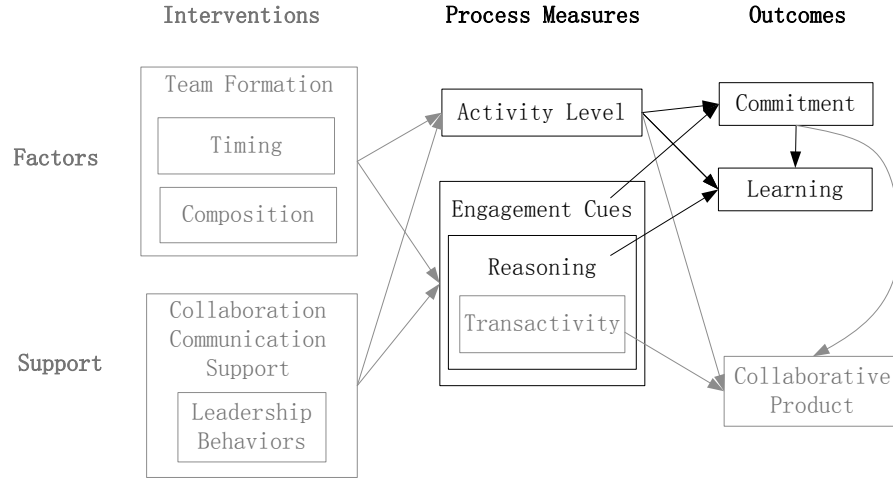 Interventions
Process Measures
Outcomes
Factors
Team Formation
Timing
Composition
Activity Level
Commitment
Learning
Engagement Cues
Reasoning
Transactivity
Support
Collaboration
Communication
Support
Leadership
Behaviors
Collaborative
Product